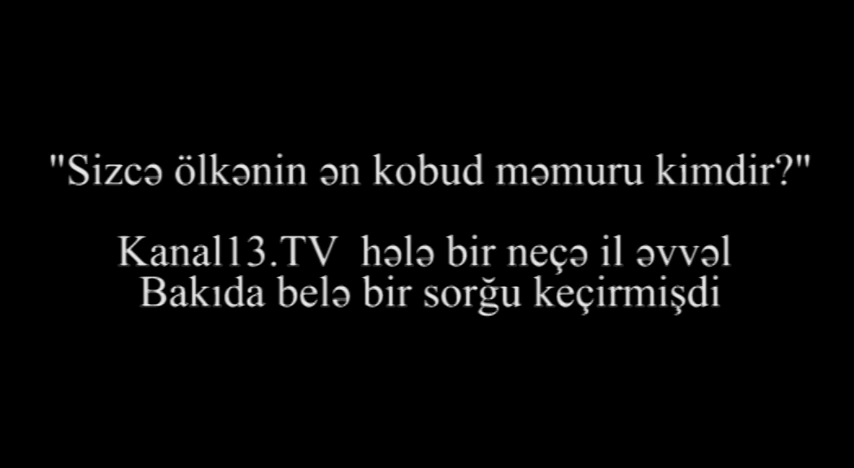 "Sizcə ölkənin ən kobud məmuru kimdir?"
Kanal13.TV hələ bir neçə il əvvəl
Bakıda belə bir sorğu keçirmişdi